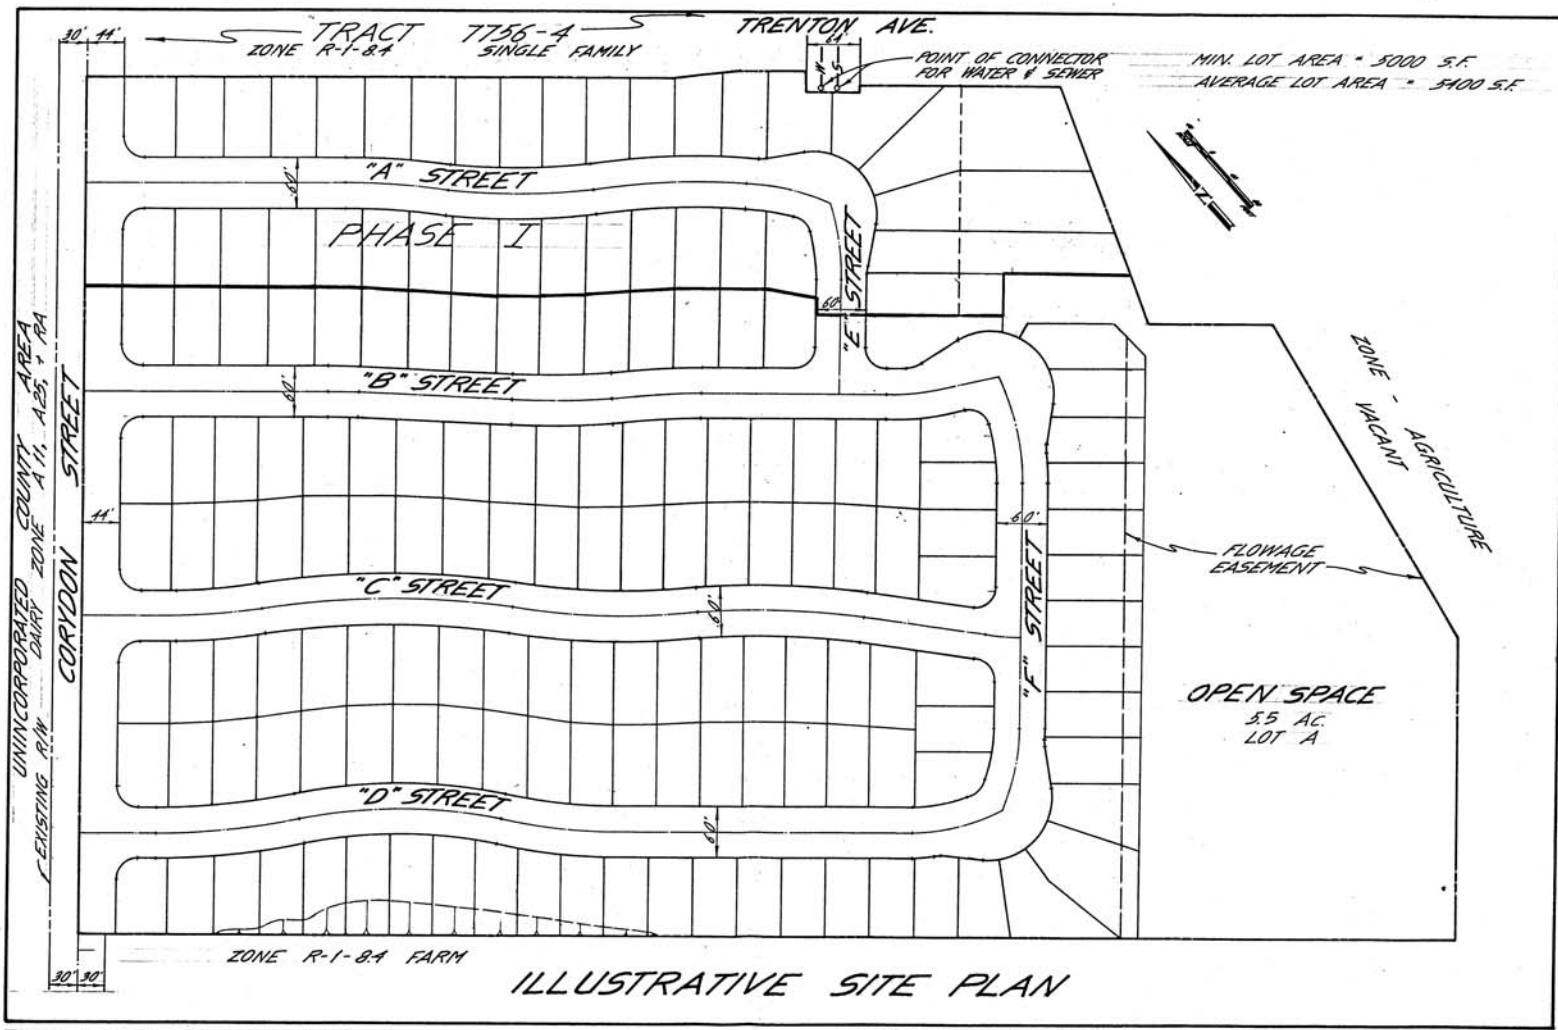 30' 44'
TRACT 7756-4
ZONE R-1-8.4 SINGLE FAMILY
TRENTON AVE.
64'
W S
POINT OF CONNECTOR
FOR WATER & SEWER
MIN. LOT AREA = 5000 S.F.
AVERAGE LOT AREA = 5400 S.F.
N
"A" STREET
60'
PHASE I
"E" STREET
60'
"B" STREET
60'
UNINCORPORATED COUNTY AREA
EXISTING R/W DAIRY ZONE A11, A25, + RA
CORYDON STREET
44'
60'
ZONE - AGRICULTURE
VACANT
FLOWAGE
EASEMENT
"C" STREET
60'
"F" STREET
OPEN SPACE
5.5 AC.
LOT A
"D" STREET
60'
ZONE R-1-8.4 FARM
30' 30'
ILLUSTRATIVE SITE PLAN